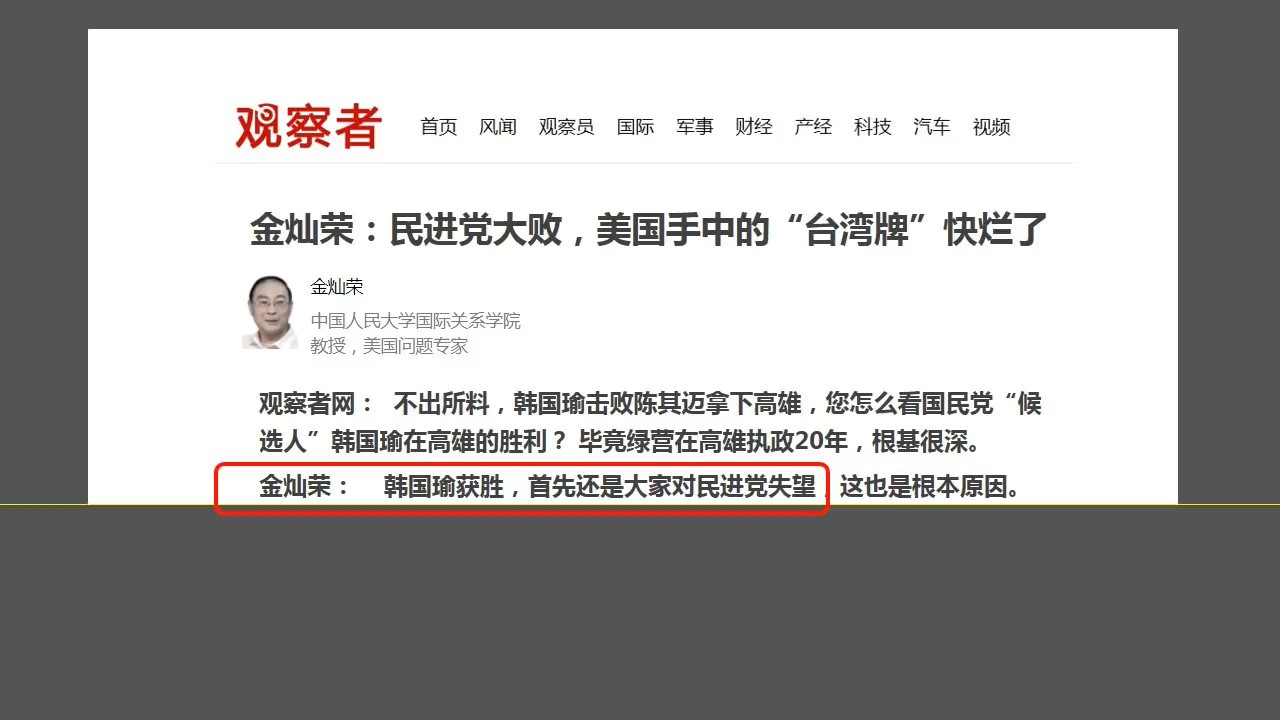 观察者 首页 风闻 观察员 国际 军事 财经 产经 科技 汽车 视频
金灿荣：民进党大败，美国手中的“台湾牌”快烂了
金灿荣
中国人民大学国际关系学院
教授，美国问题专家
观察者网： 不出所料，韩国瑜击败陈其迈拿下高雄，您怎么看国民党“候
选人”韩国瑜在高雄的胜利？ 毕竟绿营在高雄执政20年，根基很深。
金灿荣： 韩国瑜获胜，首先还是大家对民进党失望，这也是根本原因。